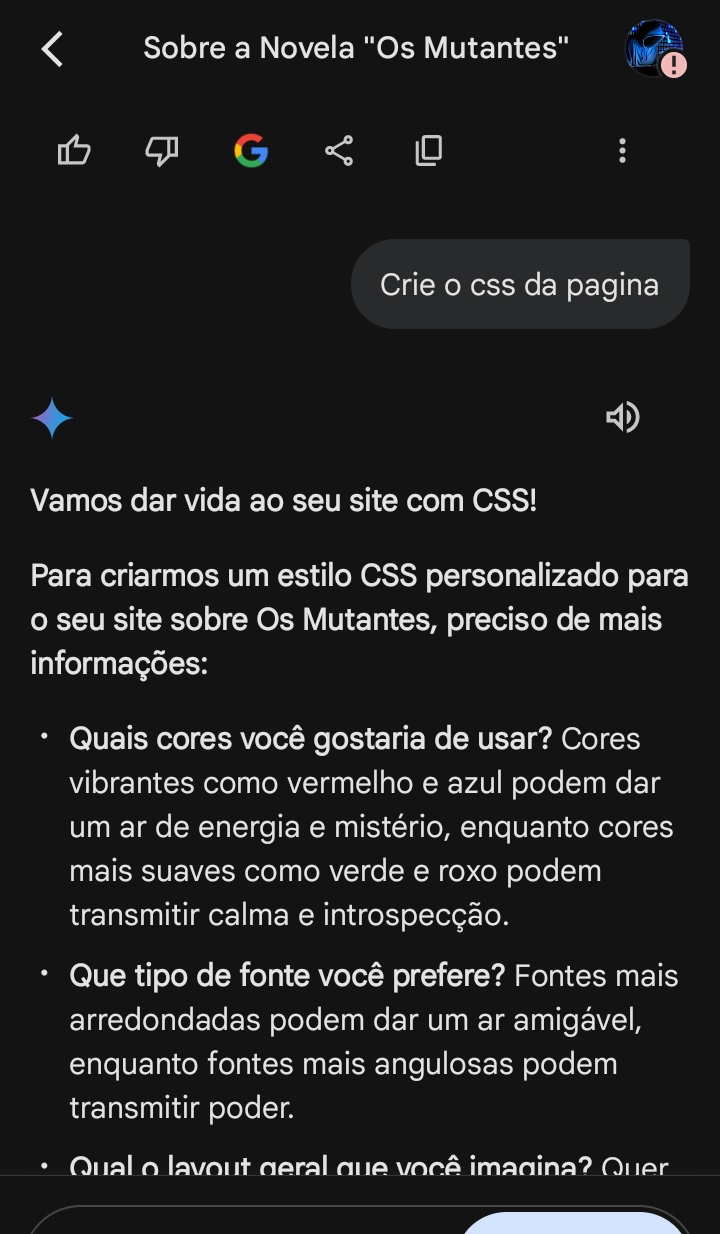 Sobre a Novela "Os Mutantes"
Crie o css da pagina
Vamos dar vida ao seu site com CSS!
Para criarmos um estilo CSS personalizado para
o seu site sobre Os Mutantes, preciso de mais
informações:
• Quais cores você gostaria de usar? Cores
vibrantes como vermelho e azul podem dar
um ar de energia e mistério, enquanto cores
mais suaves como verde e roxo podem
transmitir calma e introspecção.
• Que tipo de fonte você prefere? Fontes mais
arredondadas podem dar um ar amigável,
enquanto fontes mais angulosas podem
transmitir poder.
• Qual o layout geral que você imagina? Quer